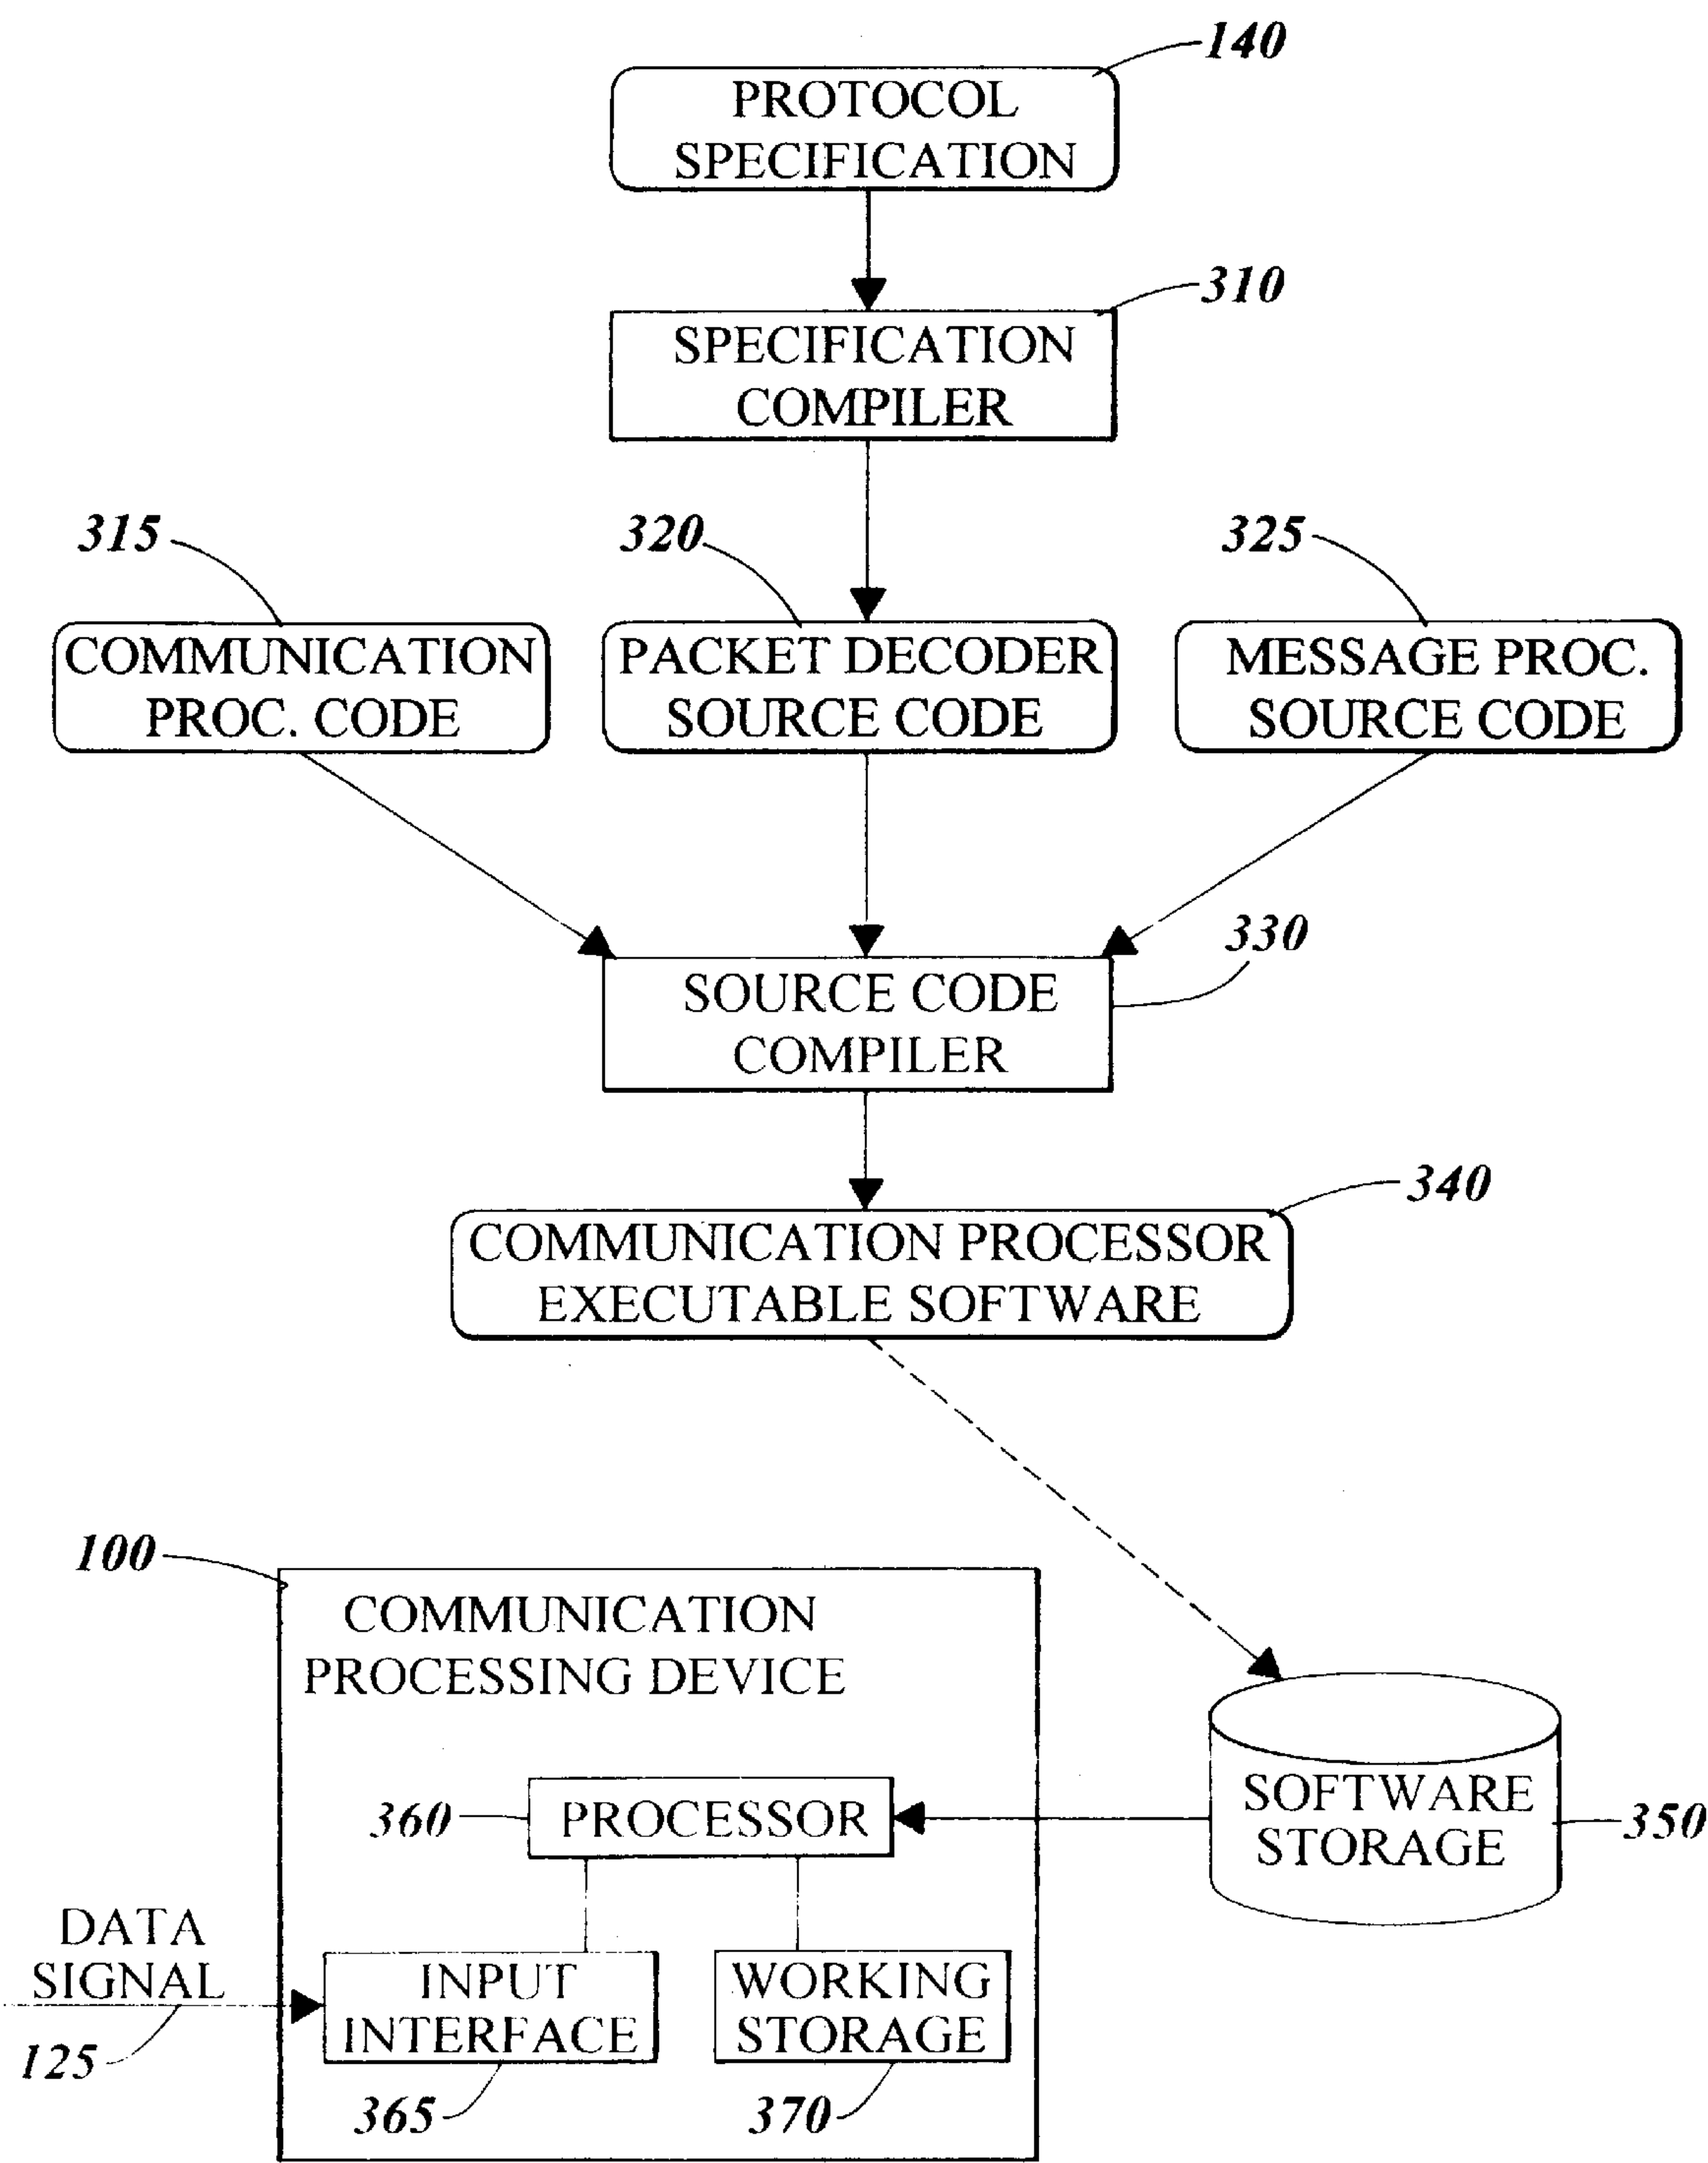 140
PROTOCOL
SPECIFICATION
310
SPECIFICATION
COMPILER
315
320
325
COMMUNICATION
PROC. CODE
PACKET DECODER
SOURCE CODE
MESSAGE PROC.
SOURCE CODE
330
SOURCE CODE
COMPILER
340
COMMUNICATION PROCESSOR
EXECUTABLE SOFTWARE
100
COMMUNICATION
PROCESSING DEVICE
360
PROCESSOR
SOFTWARE
STORAGE
350
DATA
SIGNAL
125
INPUT
INTERFACE
365
WORKING
STORAGE
370